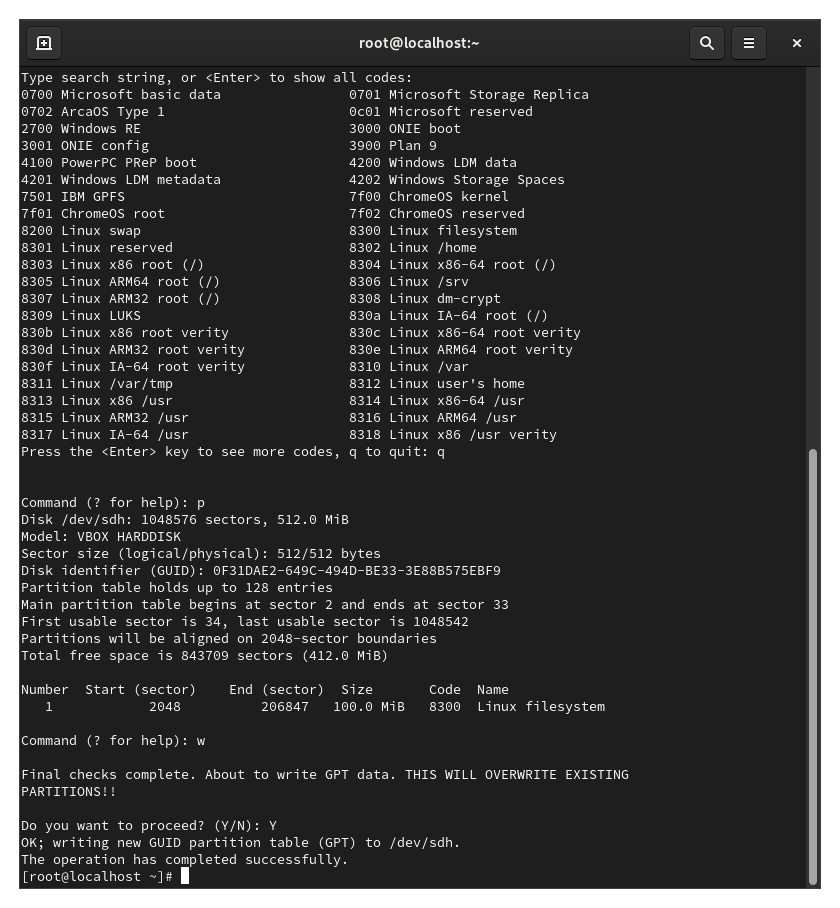 root@localhost:~
Type search string, or <Enter> to show all codes:
0700 Microsoft basic data                0701 Microsoft Storage Replica
0702 ArcaOS Type 1                       0c01 Microsoft reserved
2700 Windows RE                          3000 ONIE boot
3001 ONIE config                         3900 Plan 9
4100 PowerPC PReP boot                   4200 Windows LDM data
4201 Windows LDM metadata                4202 Windows Storage Spaces
7501 IBM GPFS                            7f00 ChromeOS kernel
7f01 ChromeOS root                       7f02 ChromeOS reserved
8200 Linux swap                          8300 Linux filesystem
8301 Linux reserved                      8302 Linux /home
8303 Linux x86 root (/)                  8304 Linux x86-64 root (/)
8305 Linux ARM64 root (/)                8306 Linux /srv
8307 Linux ARM32 root (/)                8308 Linux dm-crypt
8309 Linux LUKS                          830a Linux IA-64 root (/)
830b Linux x86 root verity               830c Linux x86-64 root verity
830d Linux ARM32 root verity             830e Linux ARM64 root verity
830f Linux IA-64 root verity             8310 Linux /var
8311 Linux /var/tmp                      8312 Linux user's home
8313 Linux x86 /usr                      8314 Linux x86-64 /usr
8315 Linux ARM32 /usr                    8316 Linux ARM64 /usr
8317 Linux IA-64 /usr                    8318 Linux x86 /usr verity
Press the <Enter> key to see more codes, q to quit: q
Command (? for help): p
Disk /dev/sdh: 1048576 sectors, 512.0 MiB
Model: VBOX HARDDISK
Sector size (logical/physical): 512/512 bytes
Disk identifier (GUID): 0F31DAE2-649C-494D-BE33-3E88B575EBF9
Partition table holds up to 128 entries
Main partition table begins at sector 2 and ends at sector 33
First usable sector is 34, last usable sector is 1048542
Partitions will be aligned on 2048-sector boundaries
Total free space is 843709 sectors (412.0 MiB)
Number  Start (sector)    End (sector)  Size       Code  Name
   1            2048          206847   100.0 MiB   8300  Linux filesystem
Command (? for help): w
Final checks complete. About to write GPT data. THIS WILL OVERWRITE EXISTING
PARTITIONS!!
Do you want to proceed? (Y/N): Y
OK; writing new GUID partition table (GPT) to /dev/sdh.
The operation has completed successfully.
[root@localhost ~]#